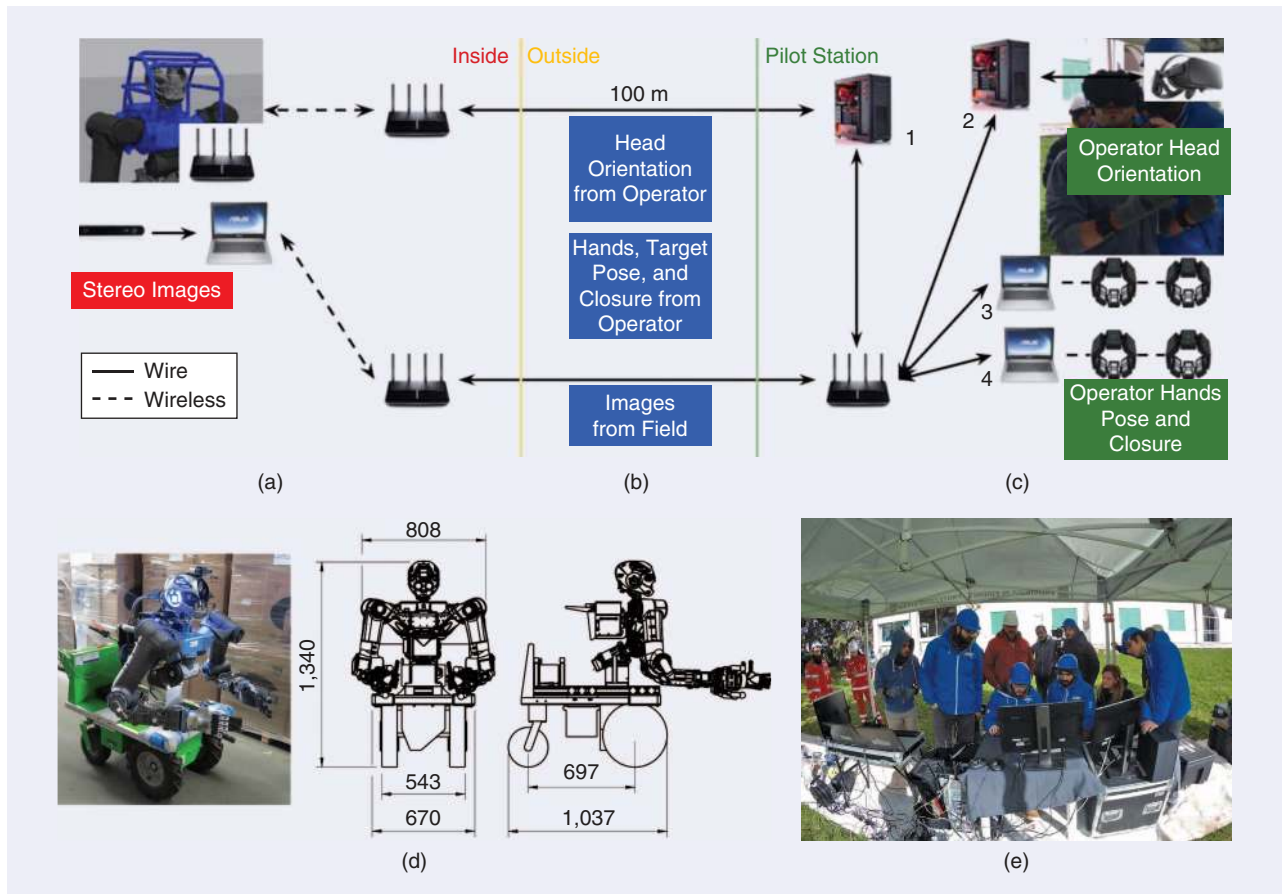 Inside
Outside
Pilot Station
100 m
1
2
Head
Orientation
from Operator
Operator Head
Orientation
Hands, Target
Pose, and
Closure from
Operator
Stereo Images
ASUS
3
4
Wire
Wireless
Images
from Field
Operator Hands
Pose and
Closure
(a)
(b)
(c)
808
1,340
543
670
697
1,037
(d)
(e)